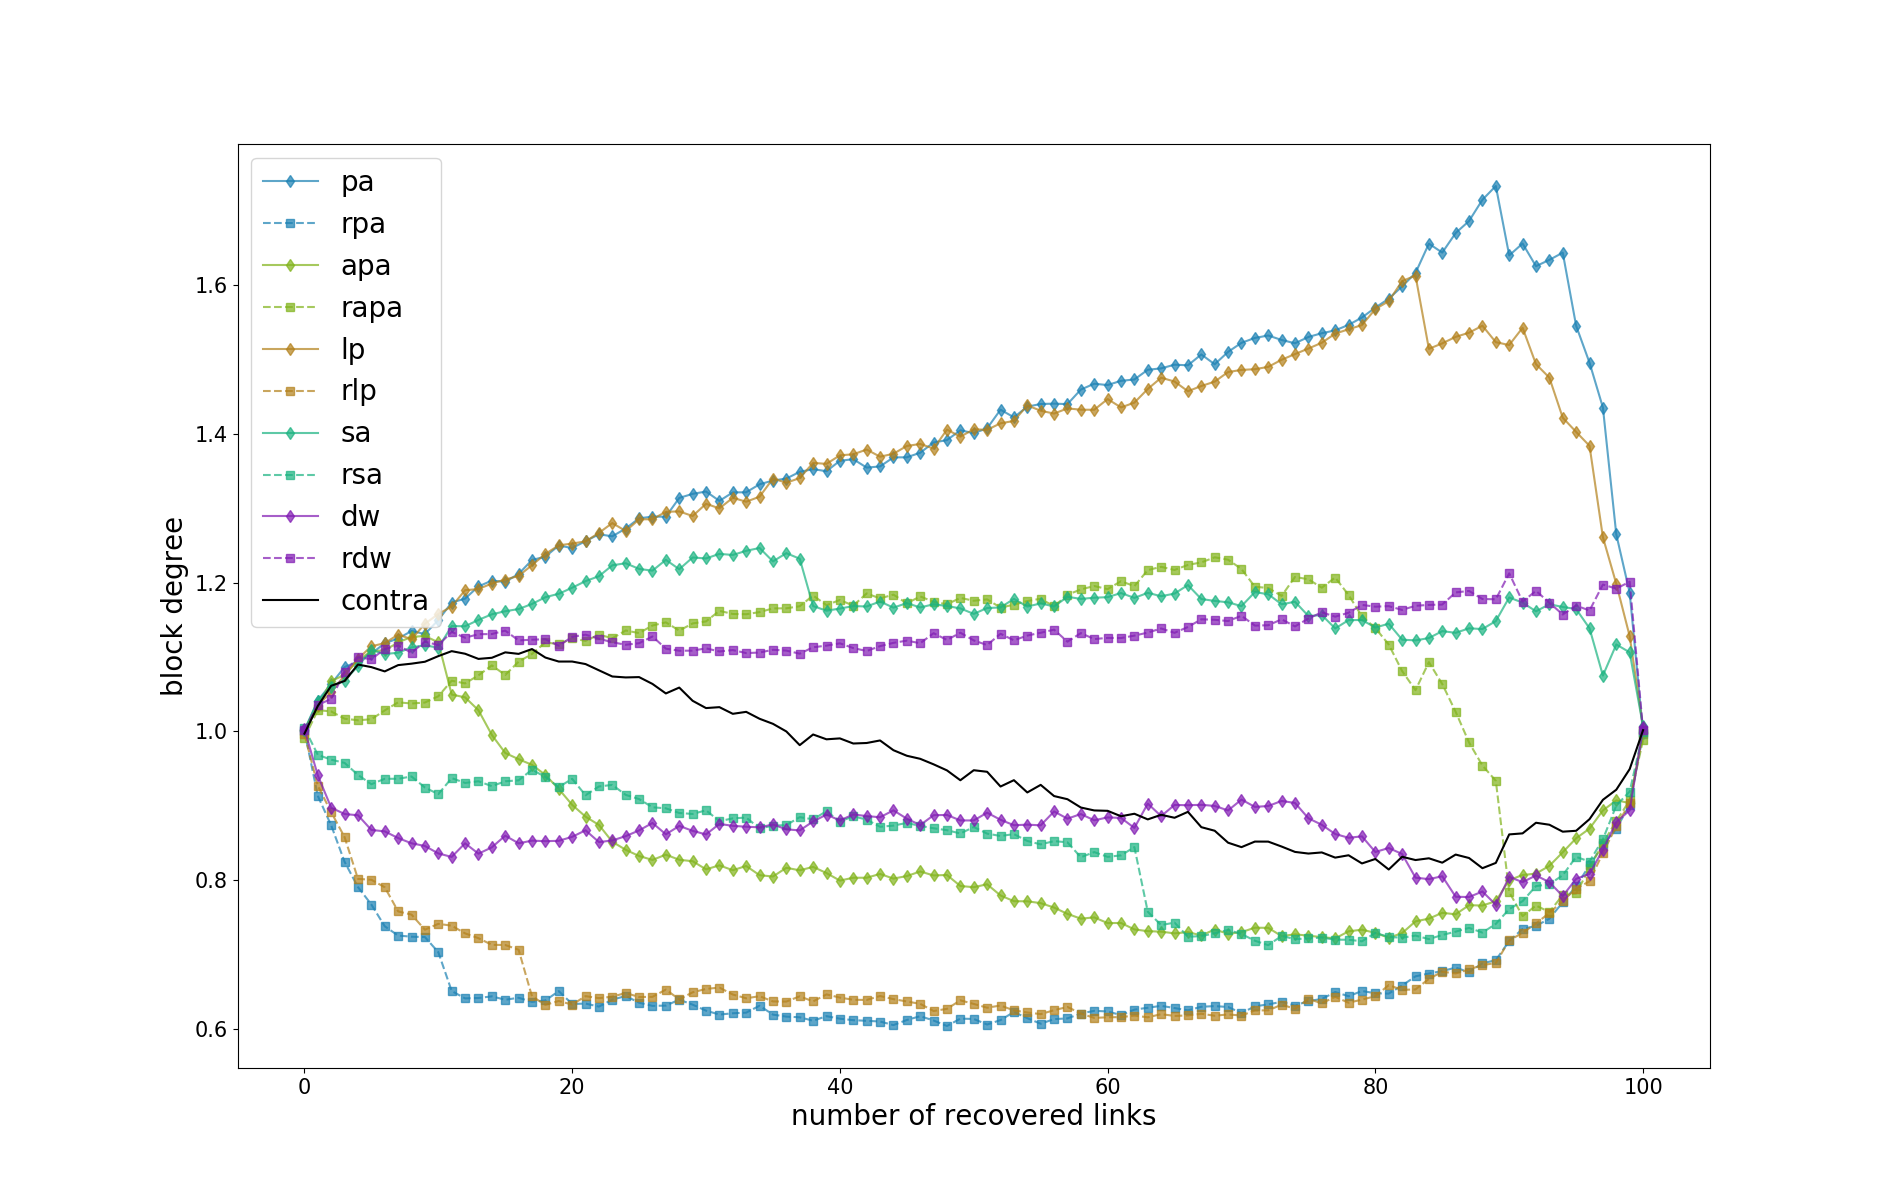 pa
rpa
apa
rapa
lp
rlp
sa
rsa
dw
rdw
contra
block degree
1.6
1.4
1.2
1.0
0.8
0.6
0 20 40 60 80 100
number of recovered links